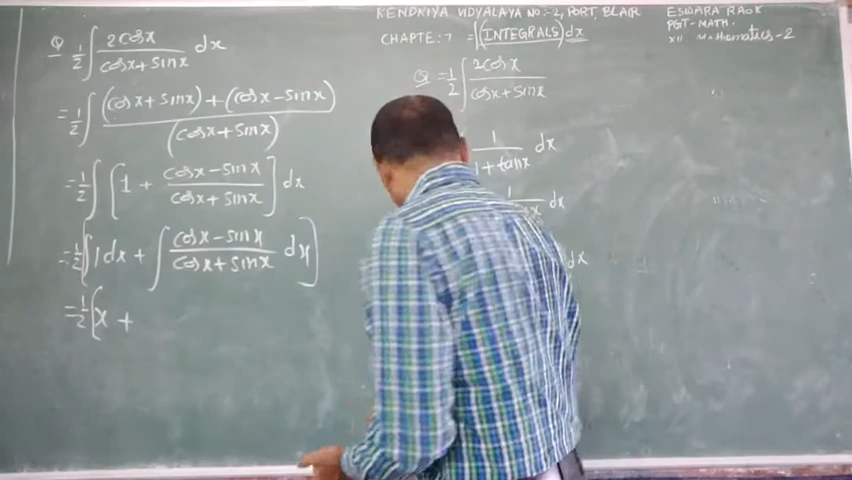 KENDRIYA VIDYALAYA NO:-2, PORT, BLAIR
CHAPTE: 7 = ∫(INTEGRALS) dx
ESWARA RAO K
PGT-MATH.
XII Mathematics-2
Q 1/2 ∫ 2cosx/(cosx+sinx) dx
= 1/2 ∫ (cosx+sinx)+(cosx-sinx)/(cosx+sinx)
= 1/2 ∫ [1 + (cosx-sinx)/(cosx+sinx)] dx
= 1/2 [∫1dx + ∫ (cosx-sinx)/(cosx+sinx) dx]
= 1/2 [x +
Q = 1/2 ∫ 2cosx/(cosx+sinx)
1/(1+tanx) dx
dx
dx